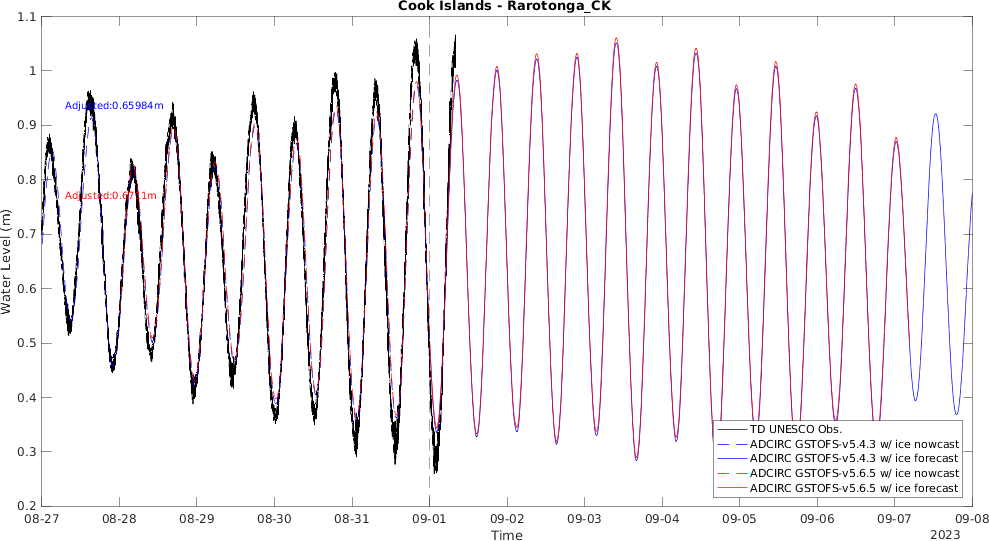 Cook Islands - Rarotonga_CK
1.1
1
0.9
0.8
0.7
0.6
0.5
0.4
0.3
0.2
Water Level (m)
Adjusted:0.65984m
Adjusted:0.6711m
TD UNESCO Obs.
ADCIRC GSTOFS-v5.4.3 w/ ice nowcast
ADCIRC GSTOFS-v5.4.3 w/ ice forecast
ADCIRC GSTOFS-v5.6.5 w/ ice nowcast
ADCIRC GSTOFS-v5.6.5 w/ ice forecast
08-27 08-28 08-29 08-30 08-31 09-01 09-02 09-03 09-04 09-05 09-06 09-07 09-08
Time
2023